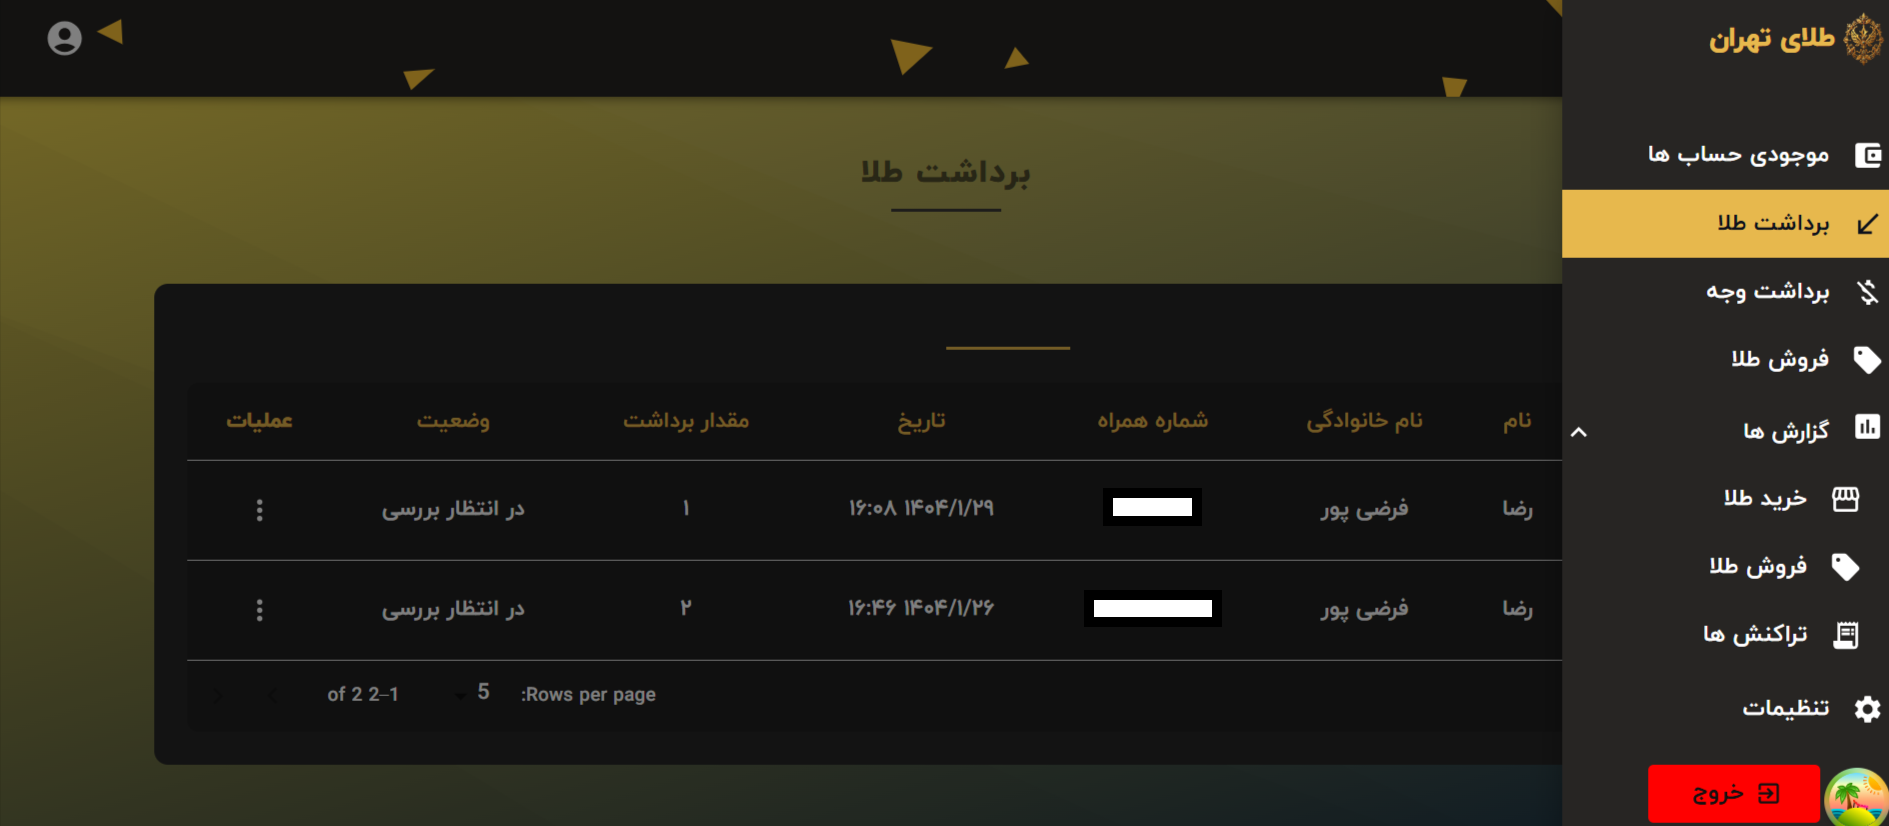 طلای تهران
موجودی حساب ها
برداشت طلا
برداشت وجه
فروش طلا
گزارش ها
خرید طلا
فروش طلا
تراکنش ها
تنظیمات
خروج
برداشت طلا
نام نام خانوادگی شماره همراه تاریخ مقدار برداشت وضعیت عملیات
رضا فرضی پور ۱۴۰۴/۱/۲۹ ۱۶:۰۸ ۱ در انتظار بررسی
رضا فرضی پور ۱۴۰۴/۱/۲۶ ۱۶:۴۶ ۲ در انتظار بررسی
Rows per page: 5 1–2 of 2